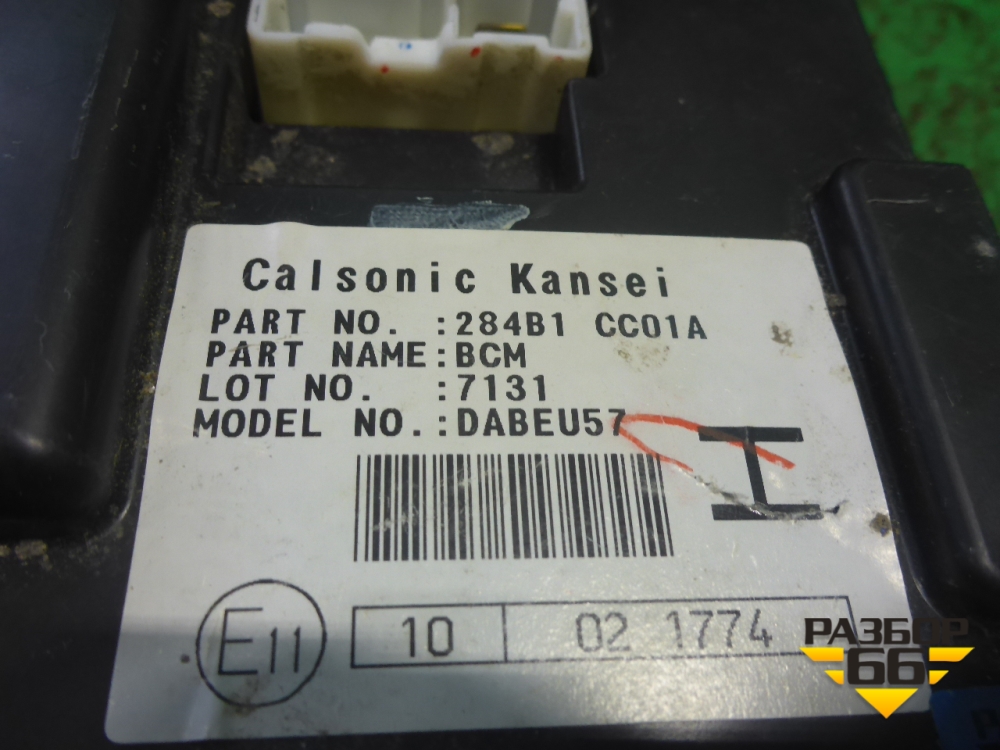 Calsonic Kansei
PART NO. :284B1 CC01A
PART NAME:BCM
LOT NO. :7131
MODEL NO.:DABEU57
I
E11
10 02 1774
РАЗБОР
66